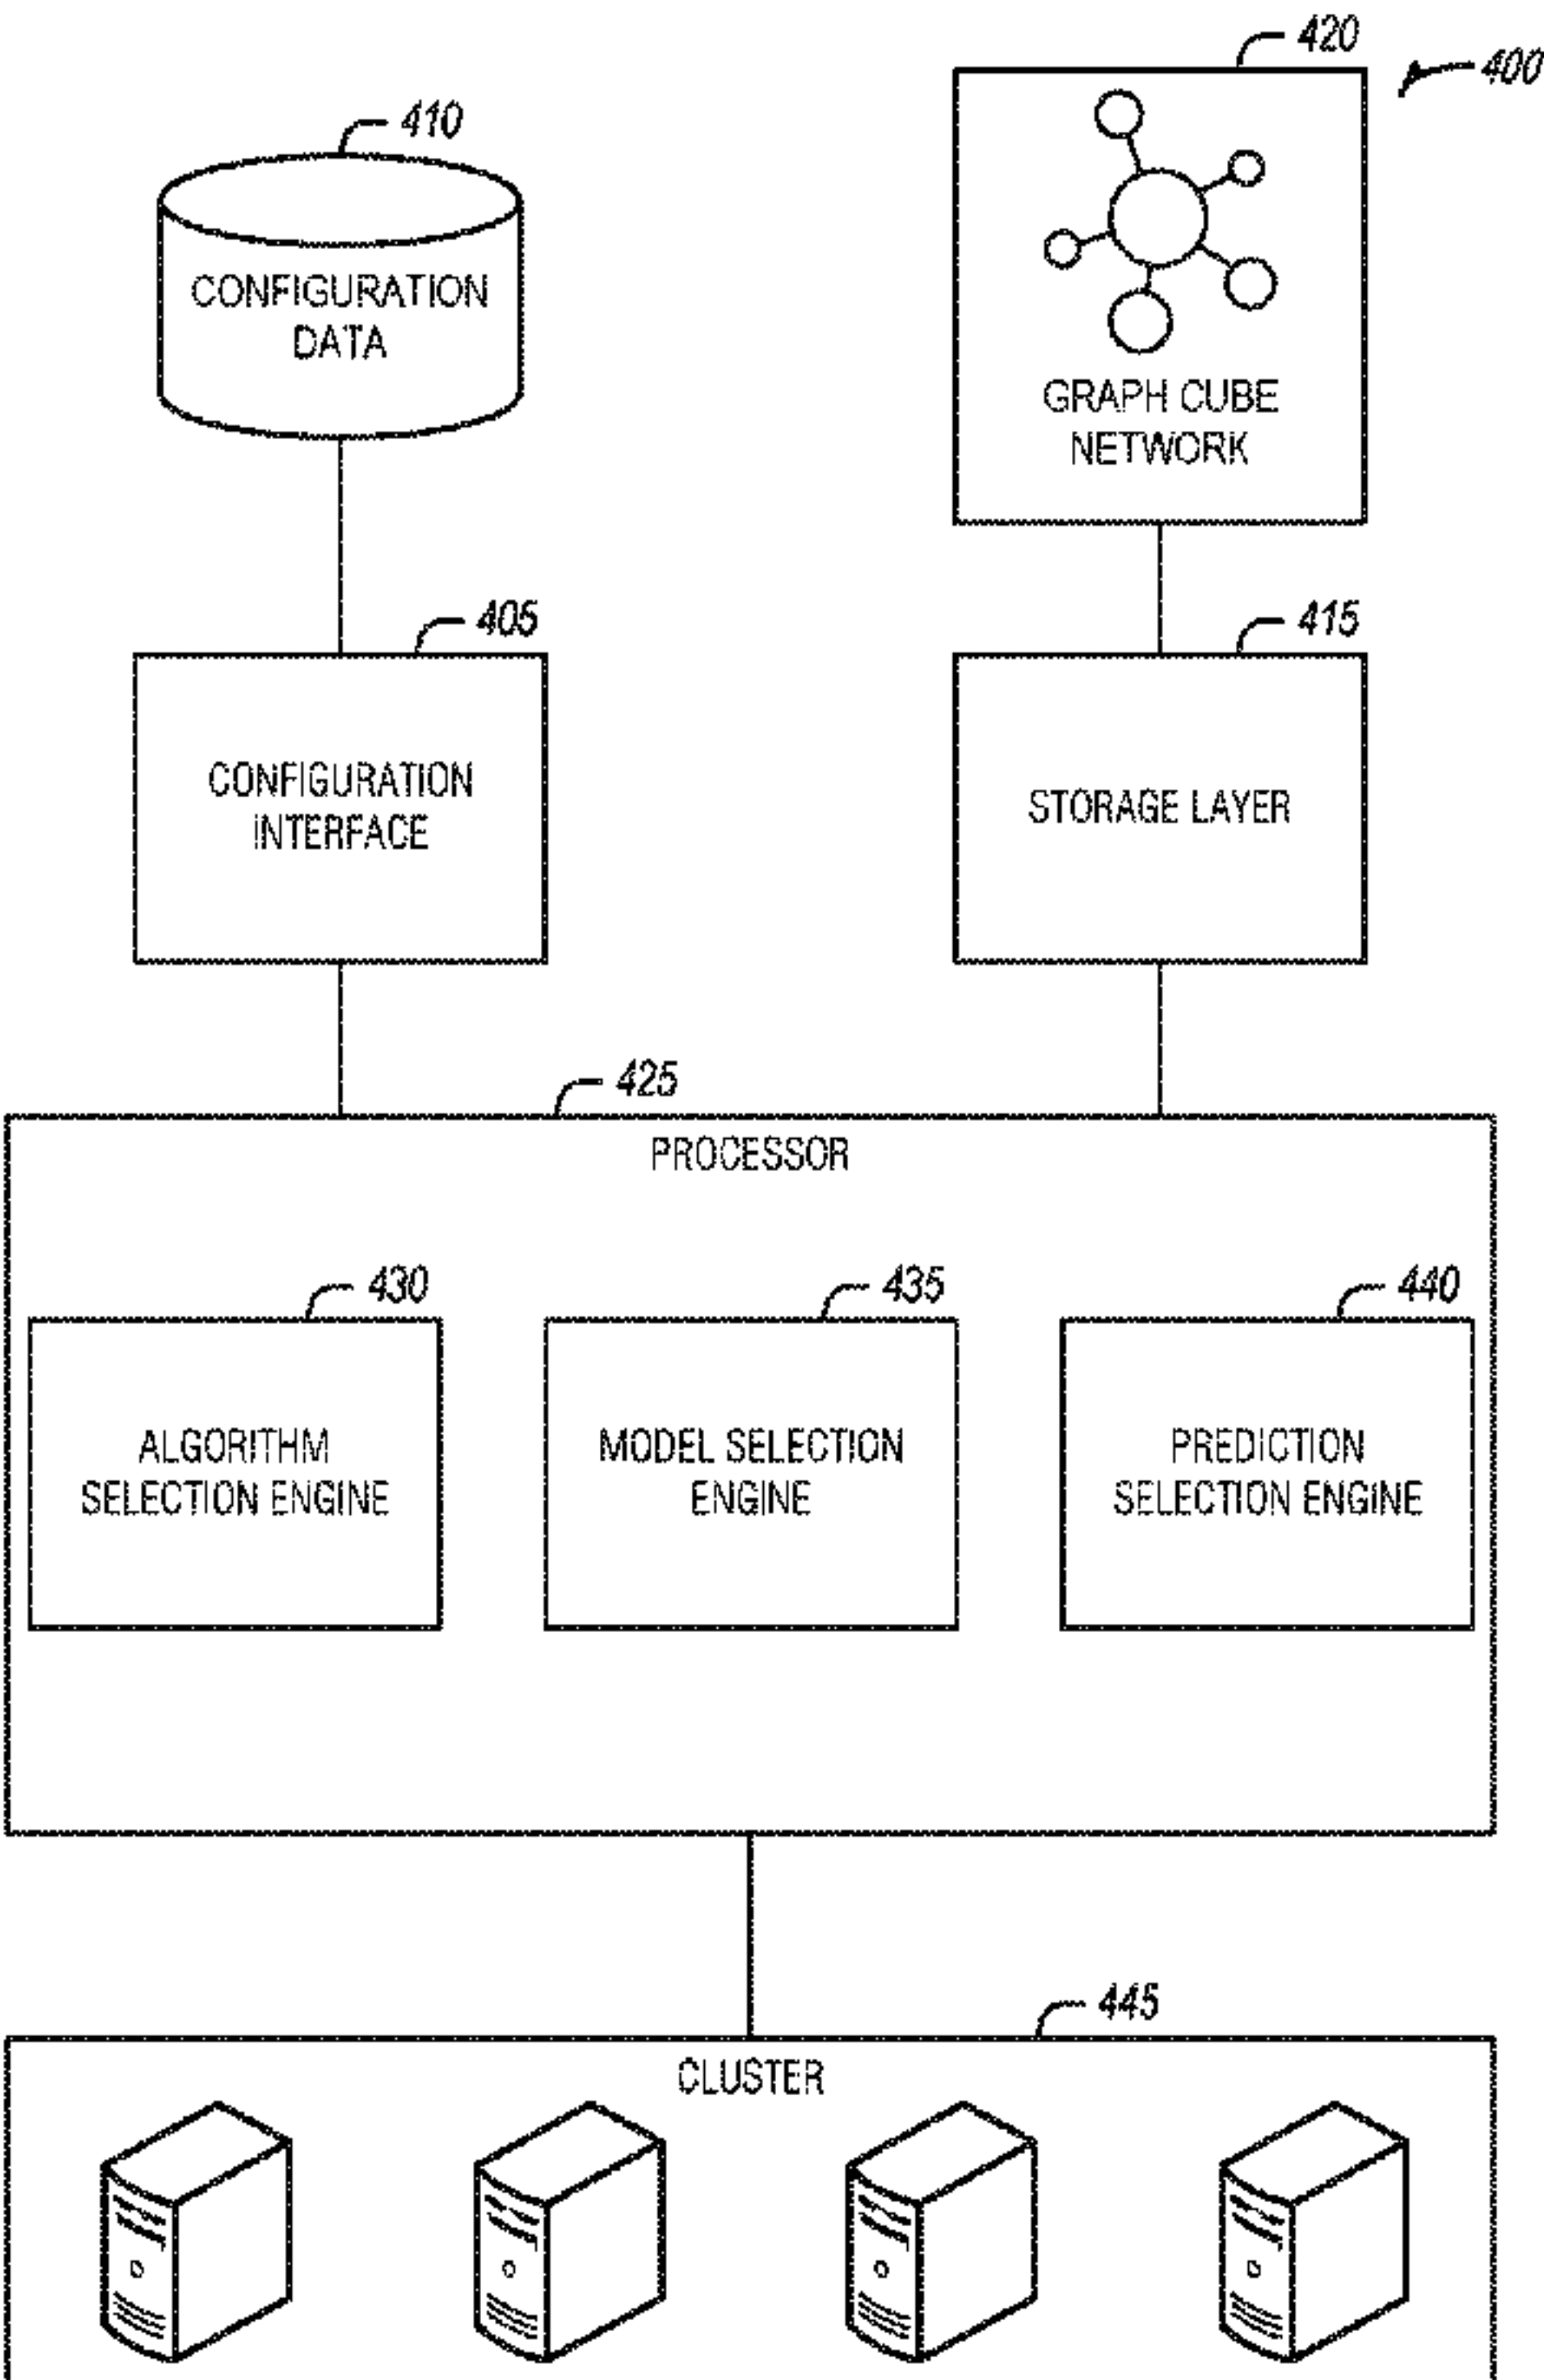 420
400
410
CONFIGURATION
DATA
GRAPH CUBE
NETWORK
405
415
CONFIGURATION
INTERFACE
STORAGE LAYER
425
PROCESSOR
430
435
440
ALGORITHM
SELECTION ENGINE
MODEL SELECTION
ENGINE
PREDICTION
SELECTION ENGINE
445
CLUSTER